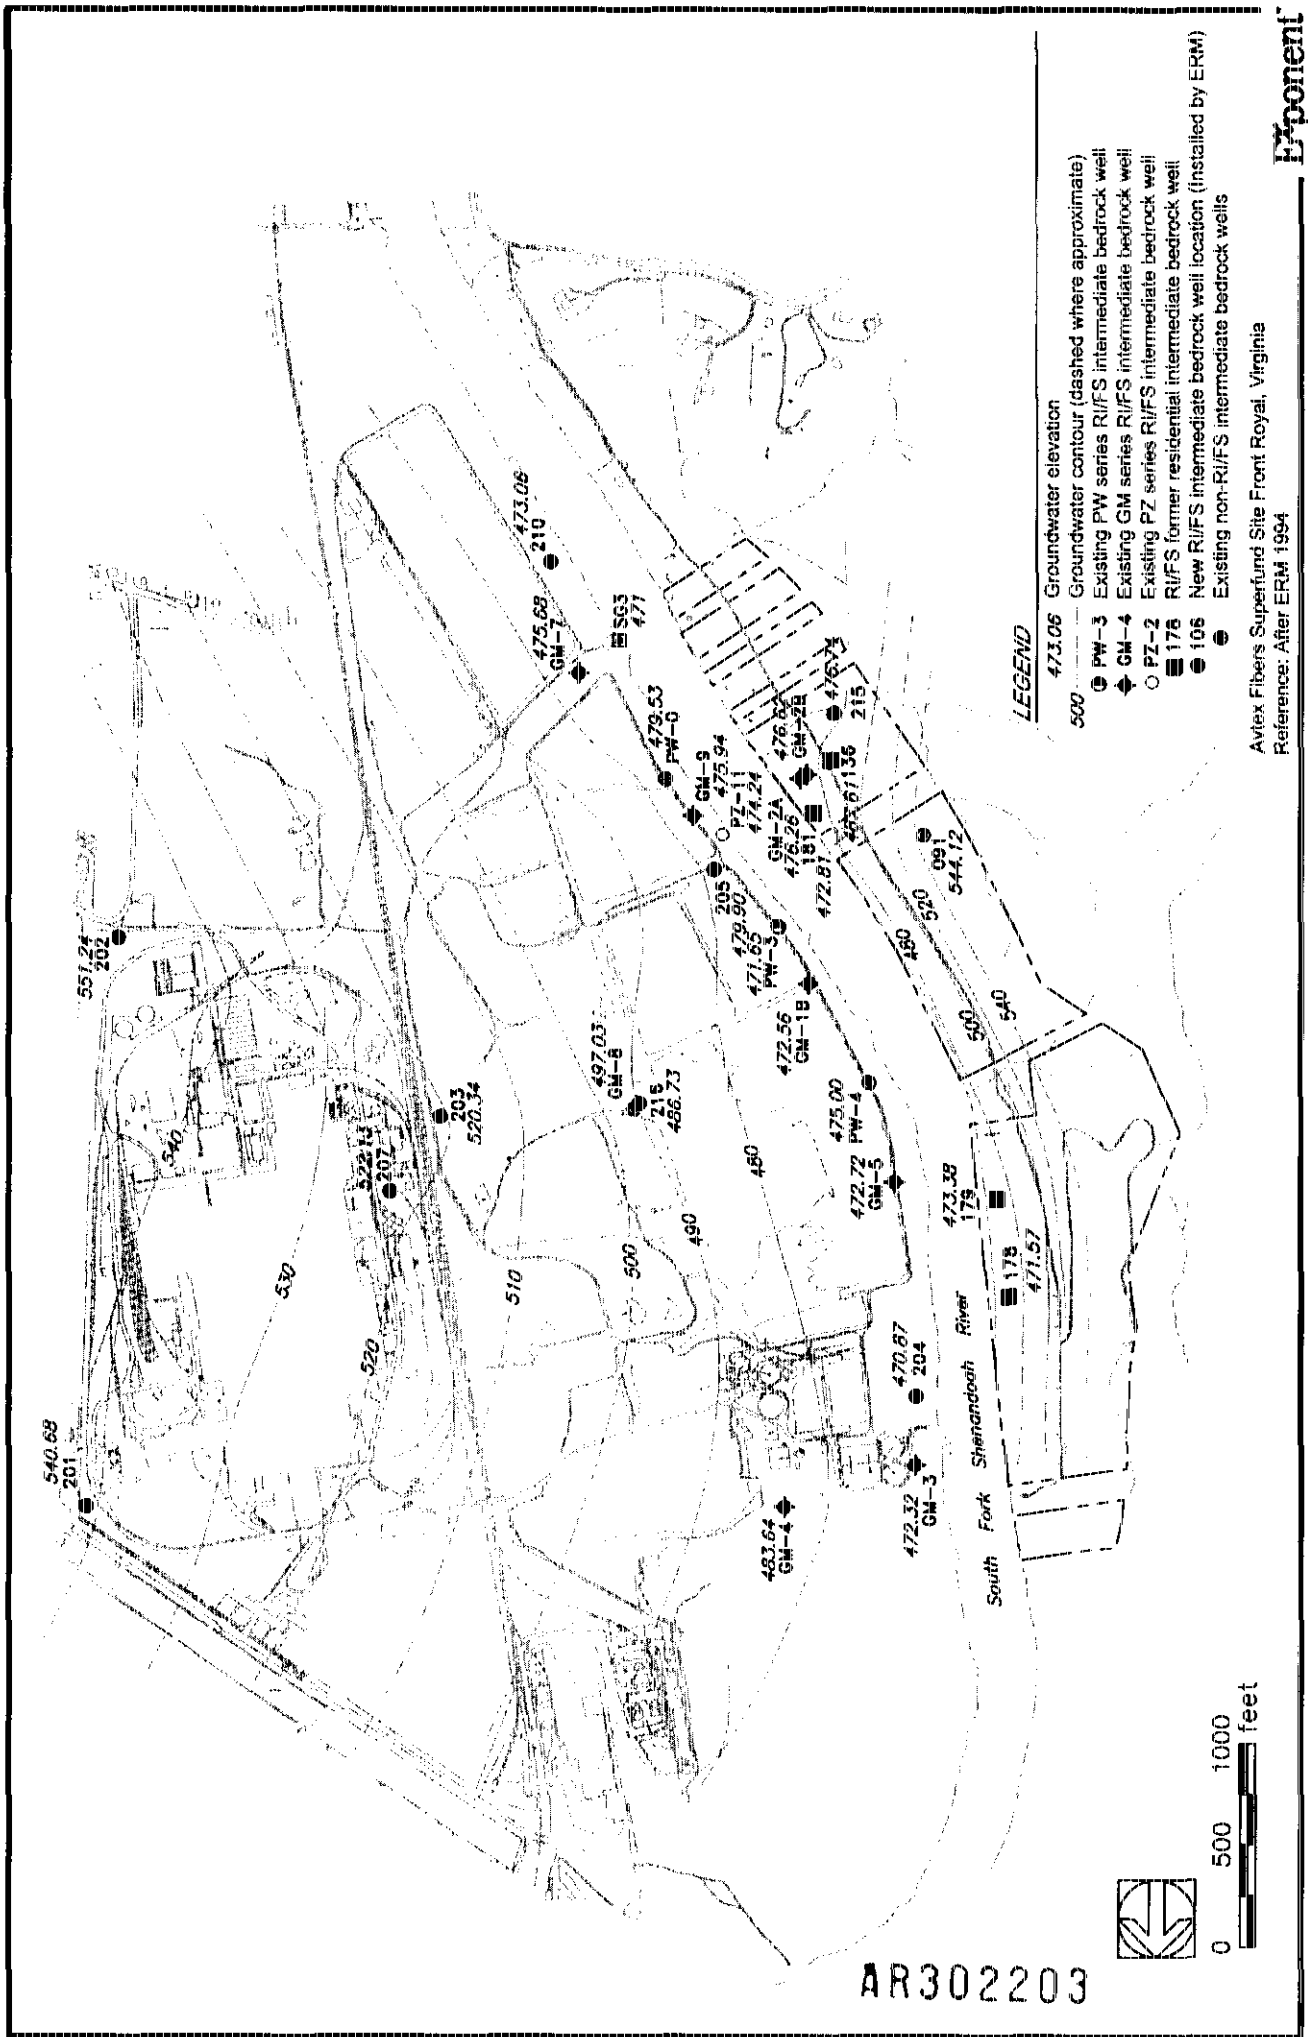 540.68
201
551.24
202
540
530
520
522.13
207
203
520.34
510
500
490
480
497.03
GM-8
216
486.73
475.68
GM-7
473.06
210
SG3
471
479.53
PW-0
GM-9
475.94
PZ-11
474.24
205
479.90
471.65
PW-3
GM-2A
476.26
181
472.81
GM-2B
136
476.74
215
472.56
GM-1B
475.00
PW-4
472.72
GM-5
473.38
179
178
471.57
470.87
204
483.64
GM-4
472.32
GM-3
South Fork Shenandoah River
460
520
500
540
091
544.12
LEGEND
473.06 Groundwater elevation
500 Groundwater contour (dashed where approximate)
PW-3 Existing PW series RI/FS intermediate bedrock well
GM-4 Existing GM series RI/FS intermediate bedrock well
PZ-2 Existing PZ series RI/FS intermediate bedrock well
178 RI/FS former residential intermediate bedrock well
106 New RI/FS intermediate bedrock well location (installed by ERM)
Existing non-RI/FS intermediate bedrock wells
Avtex Fibers Superfund Site Front Royal, Virginia
Reference: After ERM 1994
Exponent
0 500 1000
feet
AR302203